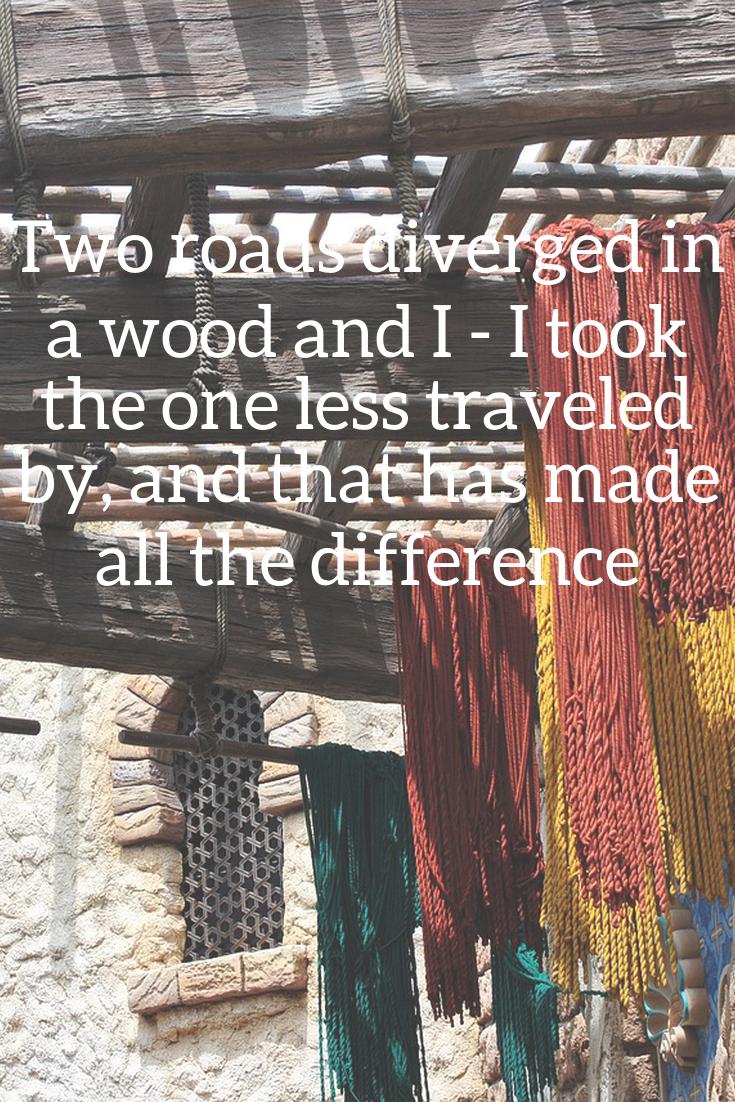 Two roads diverged in
a wood and I - I took
the one less traveled
by, and that has made
all the difference